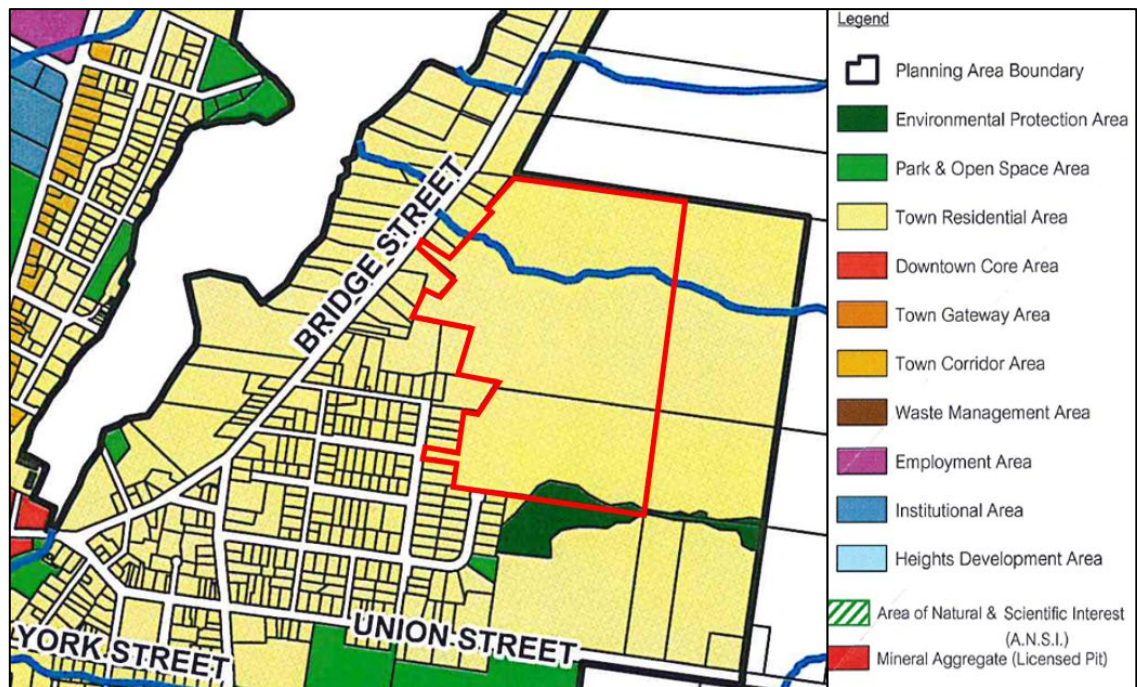 BRIDGE STREET
UNION STREET
YORK STREET
Legend
Planning Area Boundary
Environmental Protection Area
Park & Open Space Area
Town Residential Area
Downtown Core Area
Town Gateway Area
Town Corridor Area
Waste Management Area
Employment Area
Institutional Area
Heights Development Area
Area of Natural & Scientific Interest
(A.N.S.I.)
Mineral Aggregate (Licensed Pit)